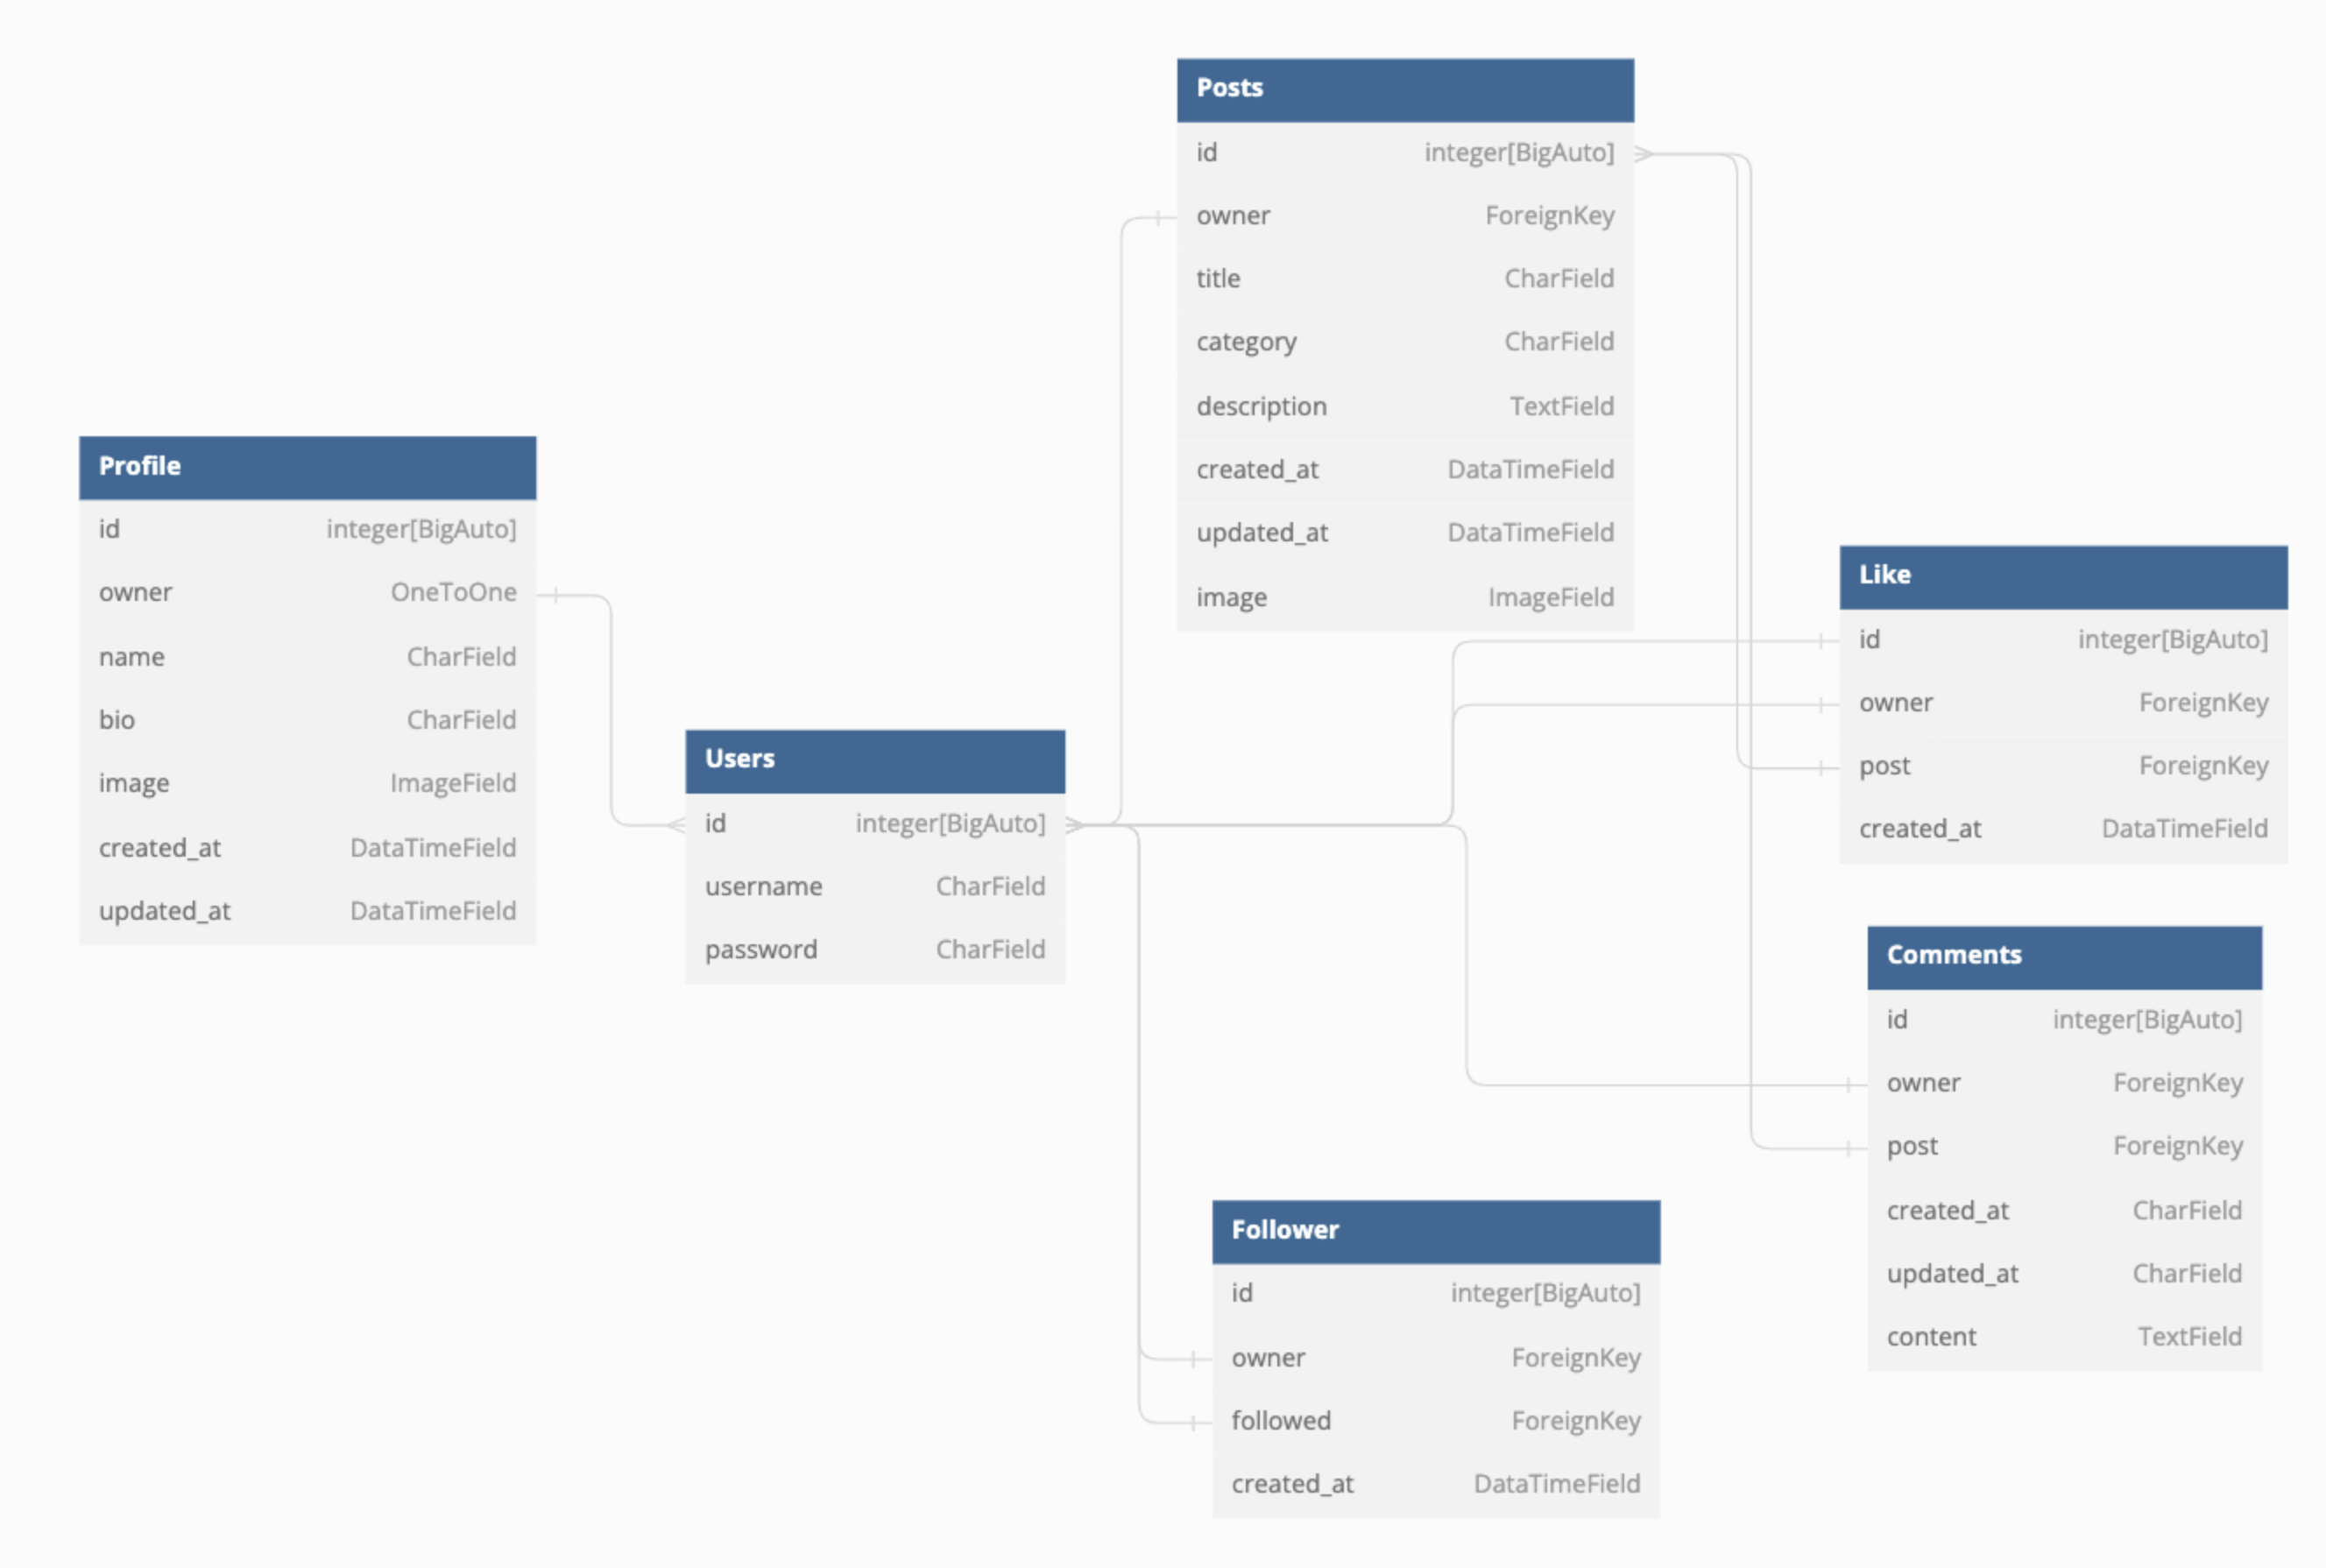 Posts
id integer[BigAuto]
owner ForeignKey
title CharField
category CharField
description TextField
created_at DataTimeField
updated_at DataTimeField
image ImageField
Profile
id integer[BigAuto]
owner OneToOne
name CharField
bio CharField
image ImageField
created_at DataTimeField
updated_at DataTimeField
Users
id integer[BigAuto]
username CharField
password CharField
Like
id integer[BigAuto]
owner ForeignKey
post ForeignKey
created_at DataTimeField
Comments
id integer[BigAuto]
owner ForeignKey
post ForeignKey
created_at CharField
updated_at CharField
content TextField
Follower
id integer[BigAuto]
owner ForeignKey
followed ForeignKey
created_at DataTimeField